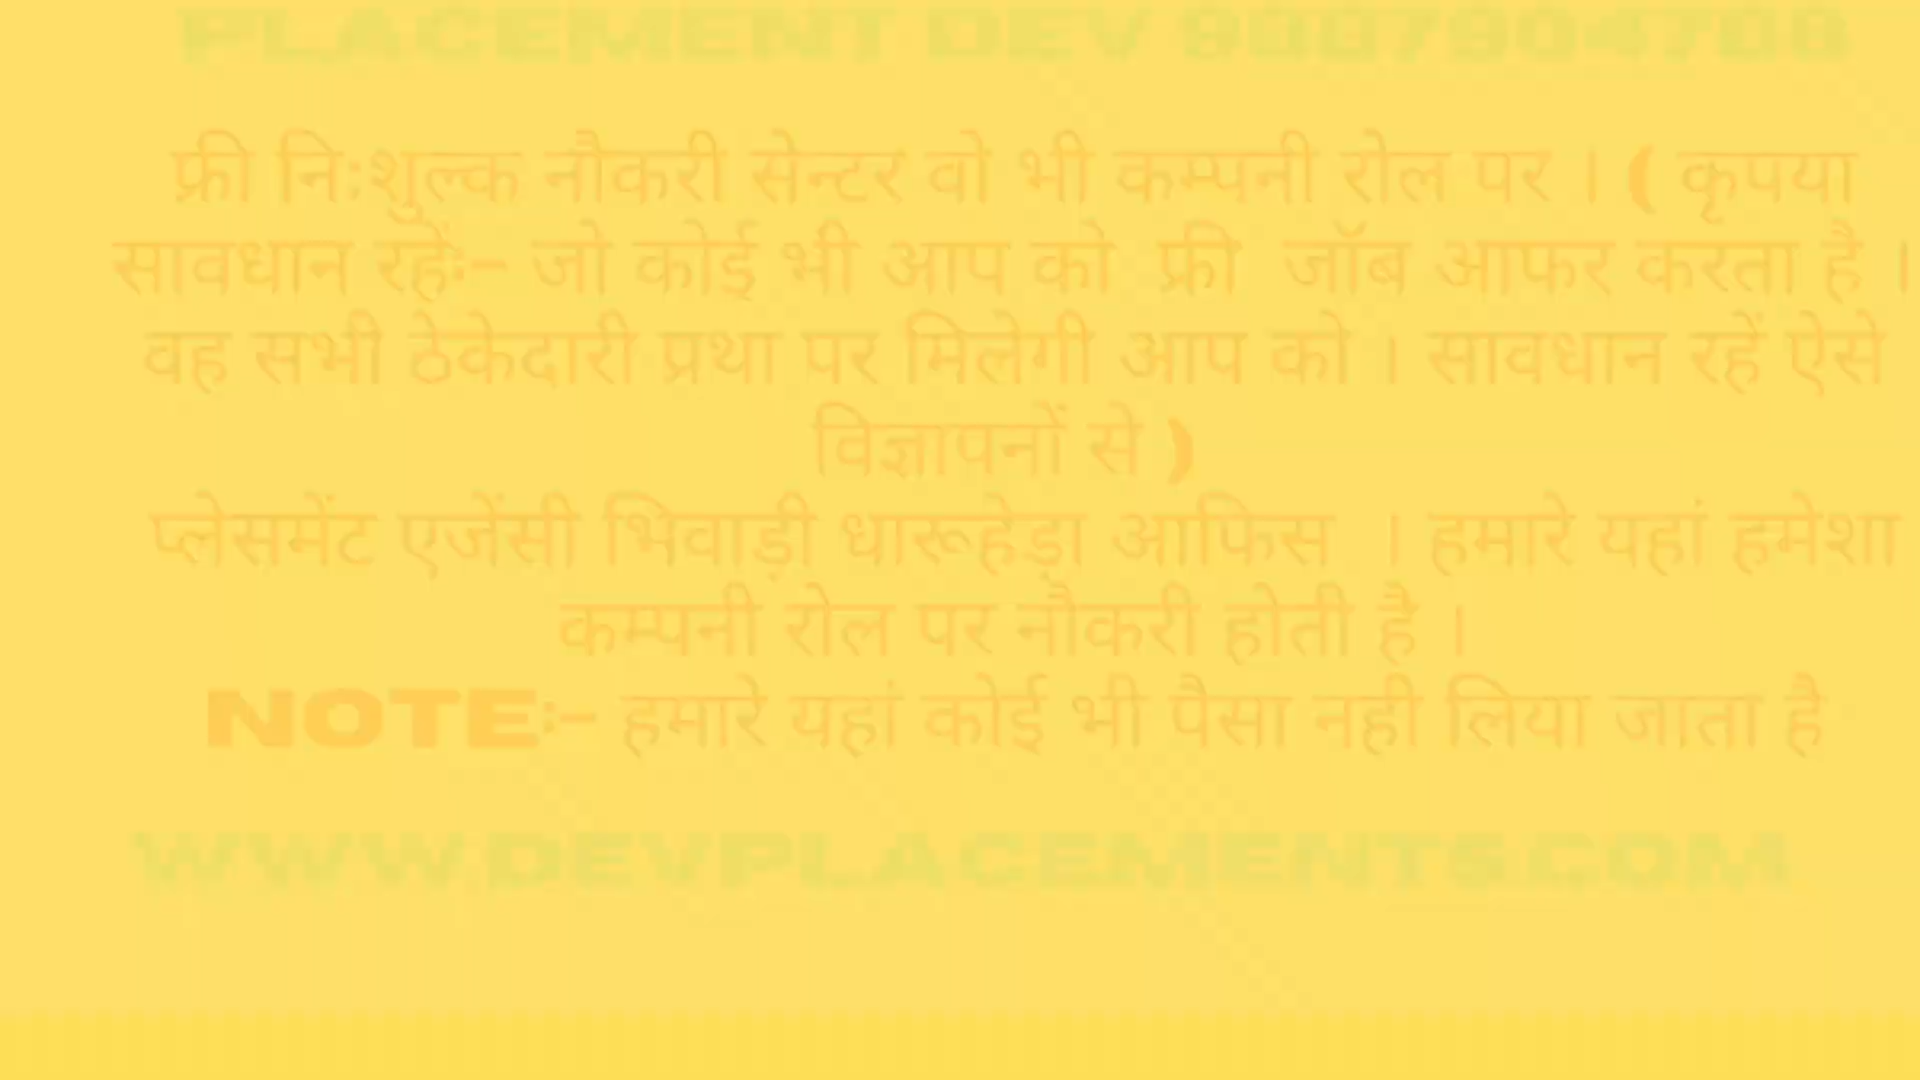 PLACEMENT DEV 9087904708
फ्री निःशुल्क नौकरी सेन्टर वो भी कम्पनी रोल पर । ( कृपया
सावधान रहेंः– जो कोई भी आप को फ्री जॉब आफर करता है ।
वह सभी ठेकेदारी प्रथा पर मिलेगी आप को । सावधान रहें ऐसे
विज्ञापनों से )
प्लेसमेंट एजेंसी भिवाड़ी धारूहेड़ा आफिस । हमारे यहां हमेशा
कम्पनी रोल पर नौकरी होती है ।
NOTE:– हमारे यहां कोई भी पैसा नही लिया जाता है
WWW.DEVPLACEMENTS.COM